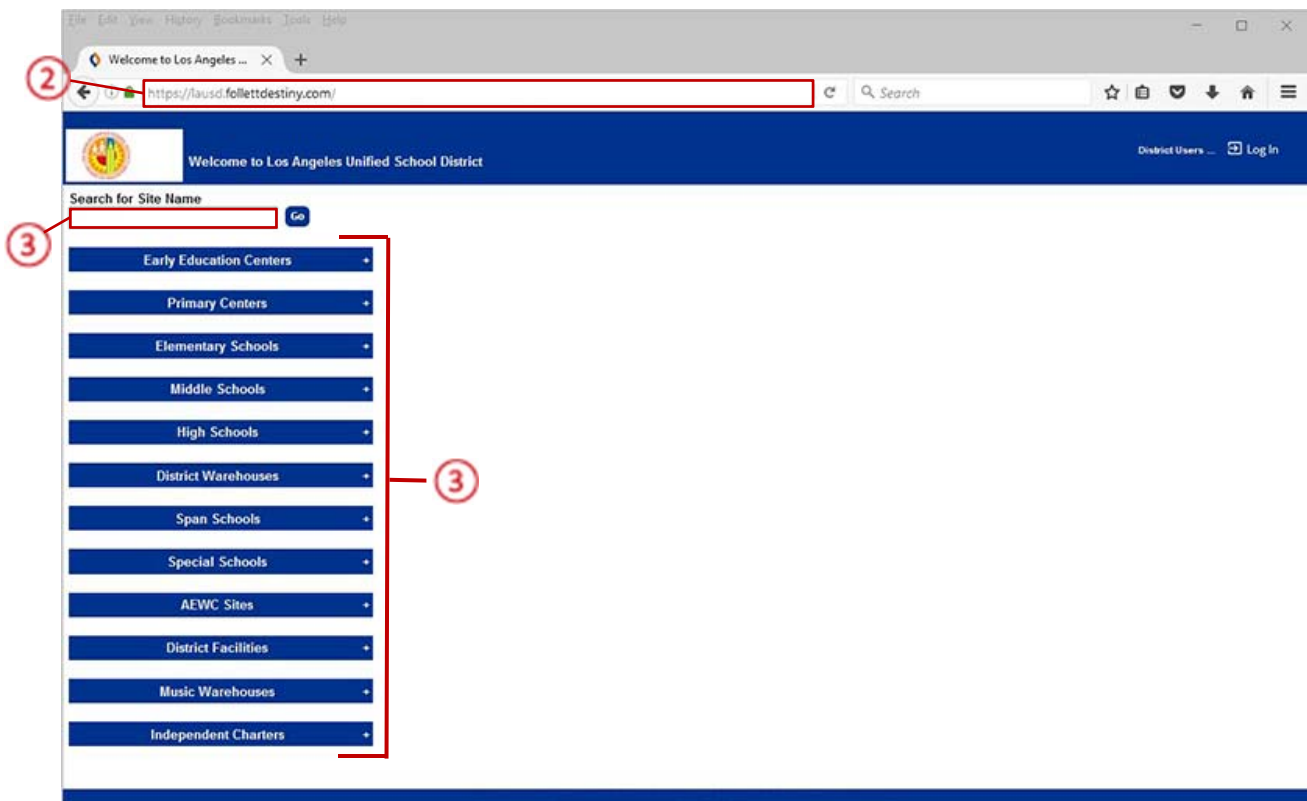 File Edit View History Bookmarks Tools Help
Welcome to Los Angeles ...
②
https://lausd.follettdestiny.com/
Search
Welcome to Los Angeles Unified School District
District Users ... Log In
Search for Site Name
Go
③
Early Education Centers +
Primary Centers +
Elementary Schools +
Middle Schools +
High Schools +
District Warehouses +
③
Span Schools +
Special Schools +
AEWC Sites +
District Facilities +
Music Warehouses +
Independent Charters +